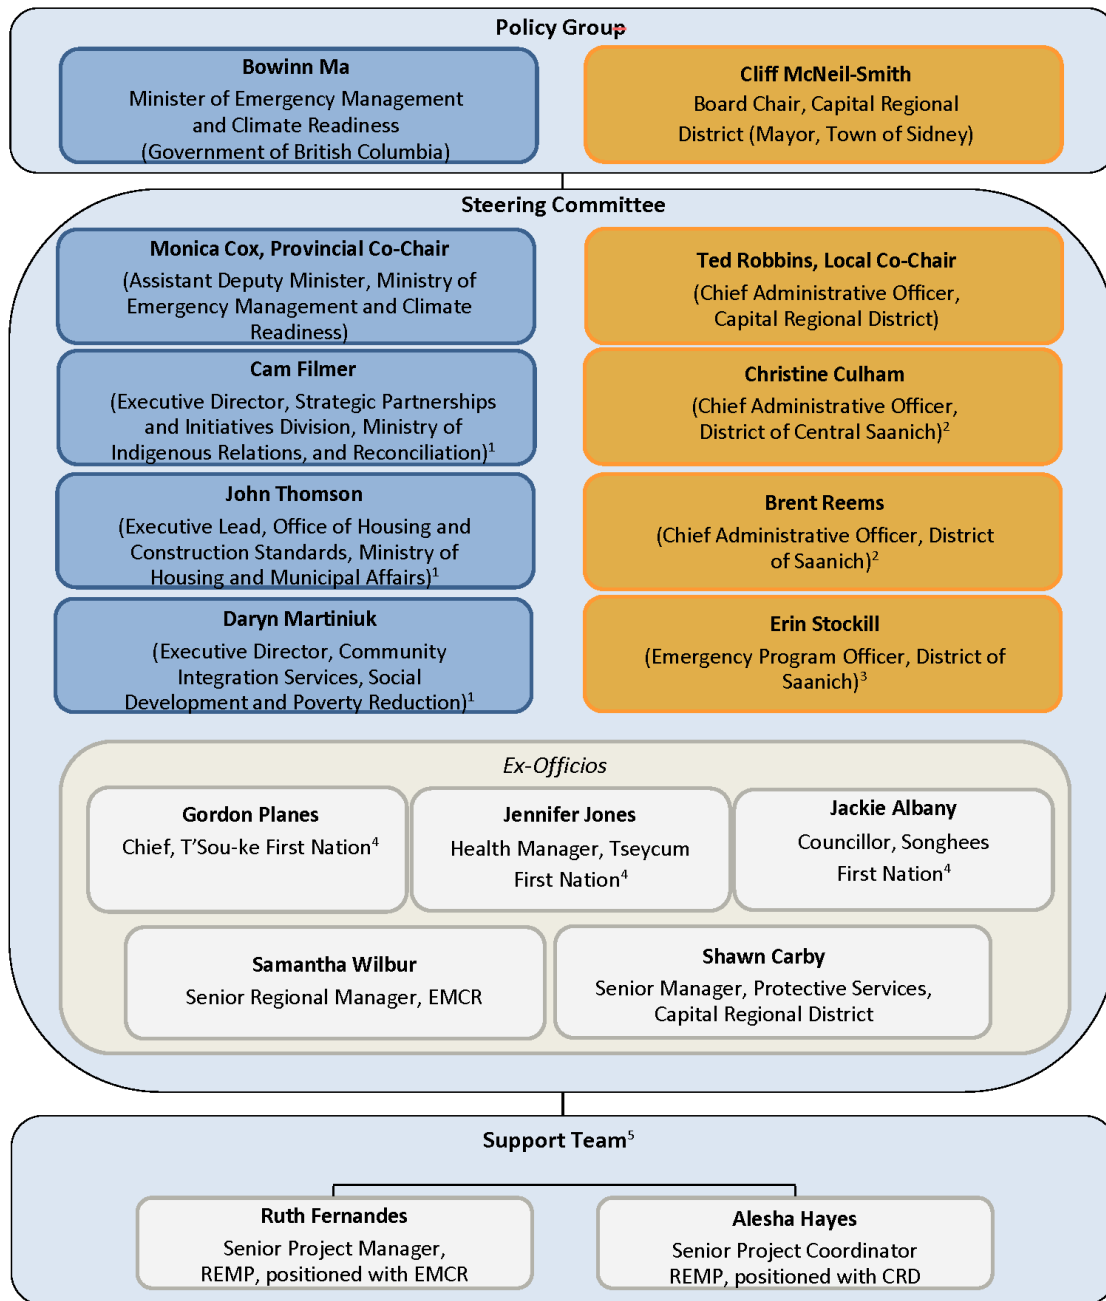 Policy Group
Bowinn Ma
Minister of Emergency Management
and Climate Readiness
(Government of British Columbia)
Cliff McNeil-Smith
Board Chair, Capital Regional
District (Mayor, Town of Sidney)
Steering Committee
Monica Cox, Provincial Co-Chair
(Assistant Deputy Minister, Ministry of
Emergency Management and Climate
Readiness)
Ted Robbins, Local Co-Chair
(Chief Administrative Officer,
Capital Regional District)
Cam Filmer
(Executive Director, Strategic Partnerships
and Initiatives Division, Ministry of
Indigenous Relations, and Reconciliation)¹
Christine Culham
(Chief Administrative Officer,
District of Central Saanich)²
John Thomson
(Executive Lead, Office of Housing and
Construction Standards, Ministry of
Housing and Municipal Affairs)¹
Brent Reems
(Chief Administrative Officer, District
of Saanich)²
Daryn Martiniuk
(Executive Director, Community
Integration Services, Social
Development and Poverty Reduction)¹
Erin Stockill
(Emergency Program Officer, District of
Saanich)³
Ex-Officios
Gordon Planes
Chief, T'Sou-ke First Nation⁴
Jennifer Jones
Health Manager, Tseycum
First Nation⁴
Jackie Albany
Councillor, Songhees
First Nation⁴
Samantha Wilbur
Senior Regional Manager, EMCR
Shawn Carby
Senior Manager, Protective Services,
Capital Regional District
Support Team⁵
Ruth Fernandes
Senior Project Manager,
REMP, positioned with EMCR
Alesha Hayes
Senior Project Coordinator
REMP, positioned with CRD